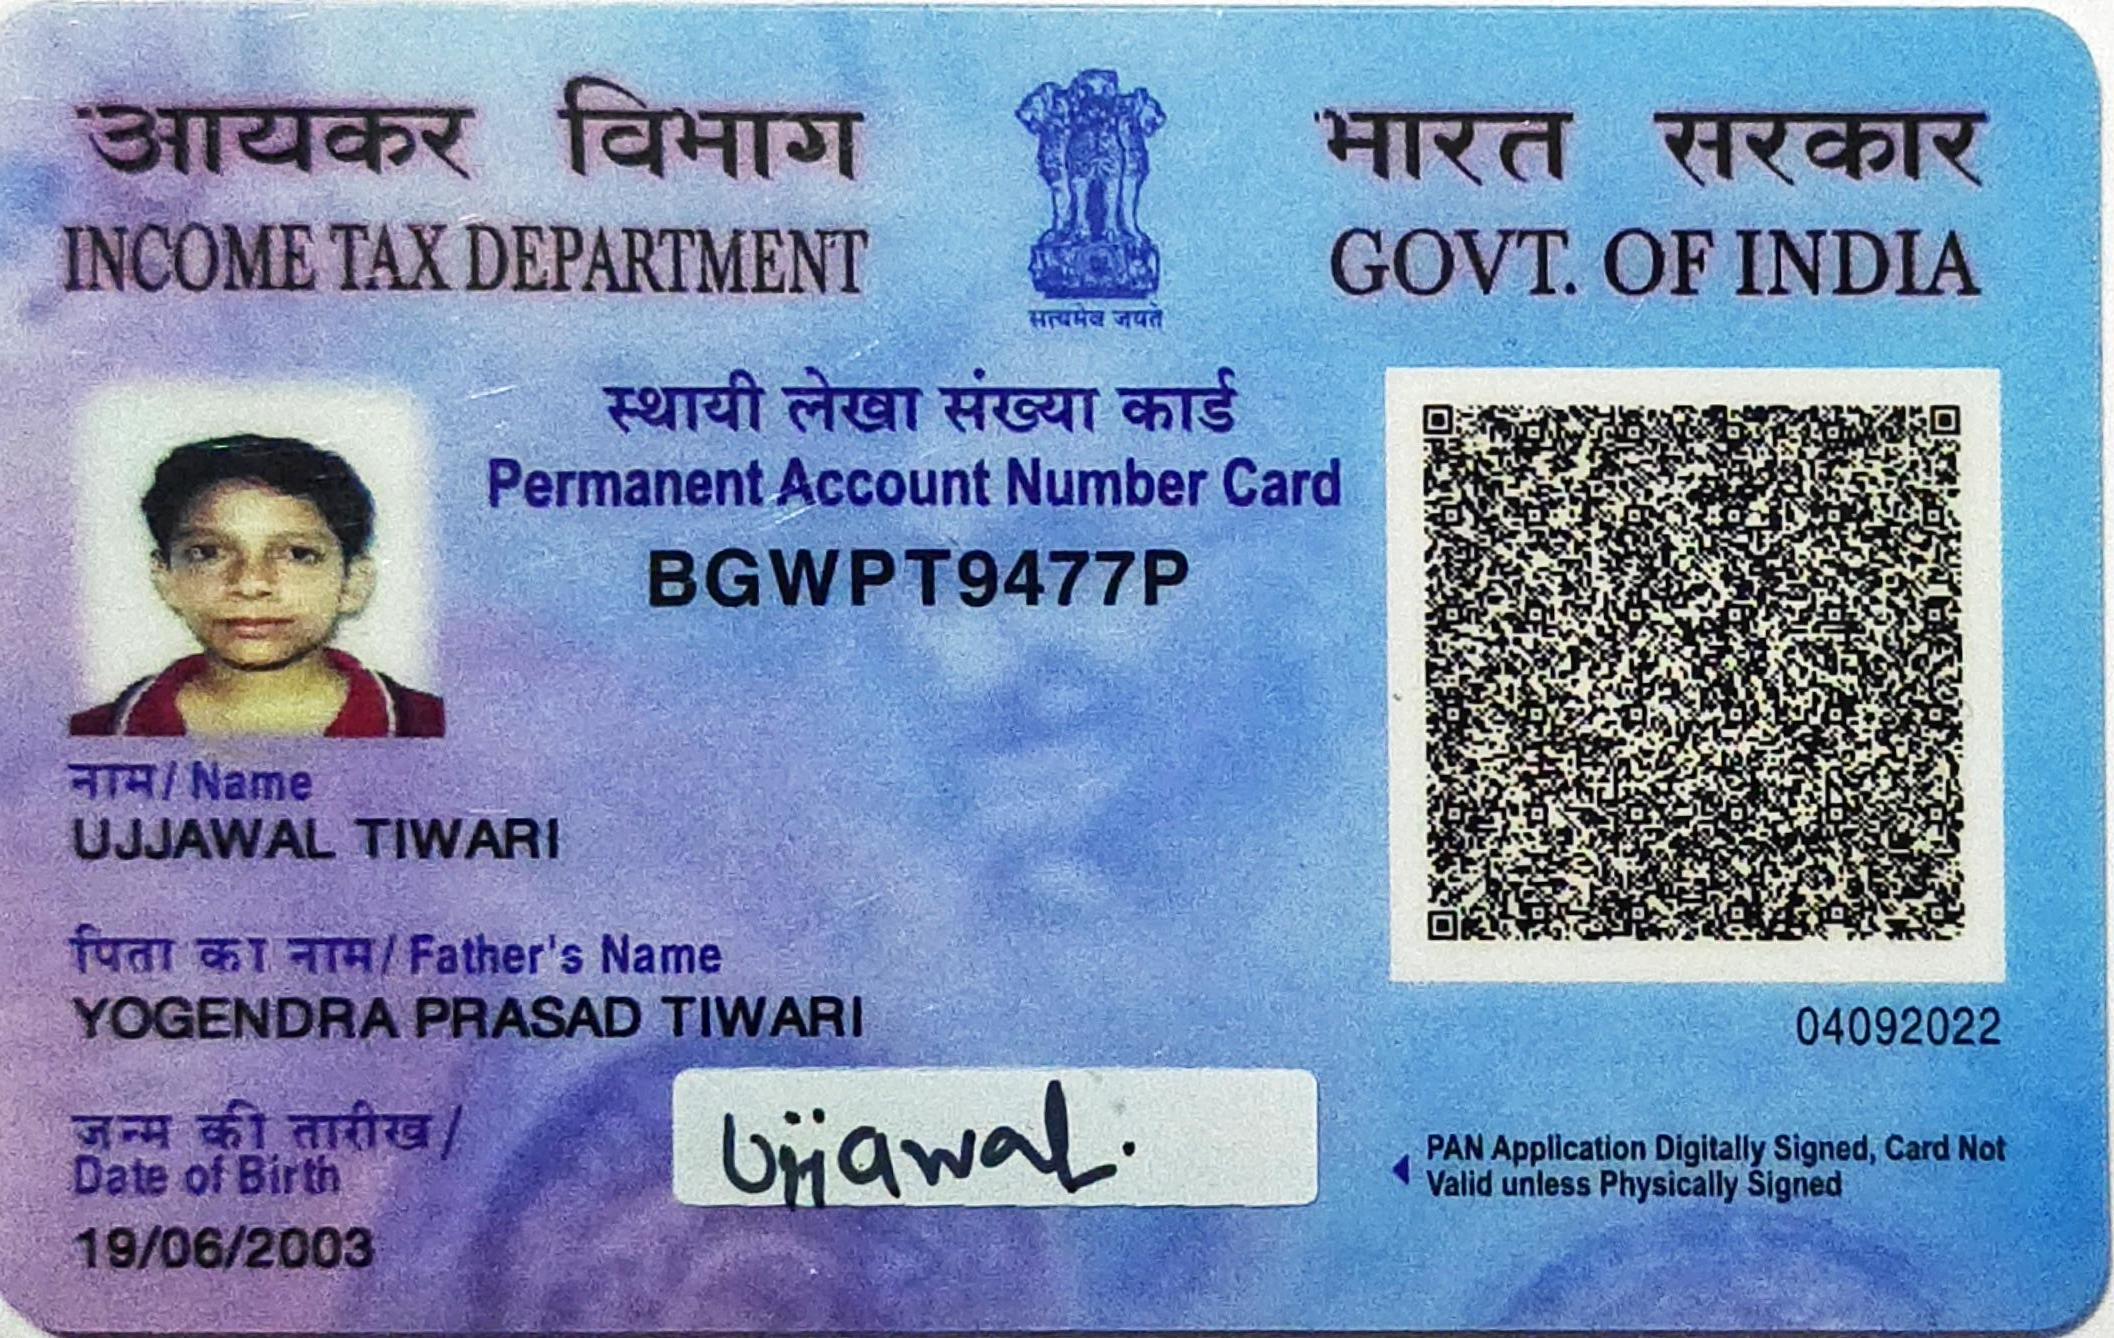 आयकर विभाग
INCOME TAX DEPARTMENT
सत्यमेव जयते
भारत सरकार
GOVT. OF INDIA
स्थायी लेखा संख्या कार्ड
Permanent Account Number Card
BGWPT9477P
नाम/ Name
UJJAWAL TIWARI
पिता का नाम/ Father's Name
YOGENDRA PRASAD TIWARI
04092022
जन्म की तारीख/
Date of Birth
19/06/2003
Ujjawal.
PAN Application Digitally Signed, Card Not
Valid unless Physically Signed